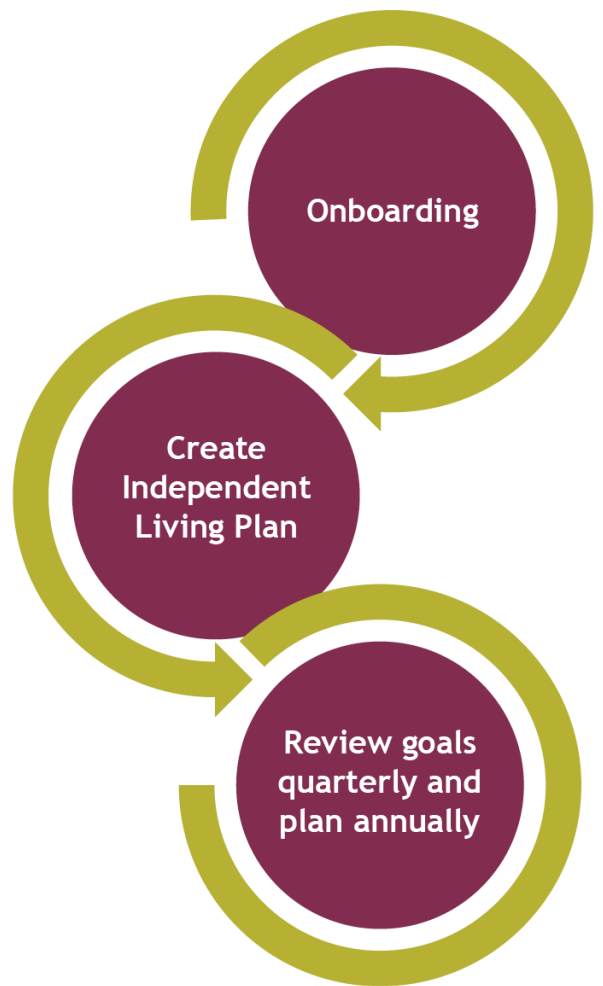 Onboarding
Create
Independent
Living Plan
Review goals
quarterly and
plan annually